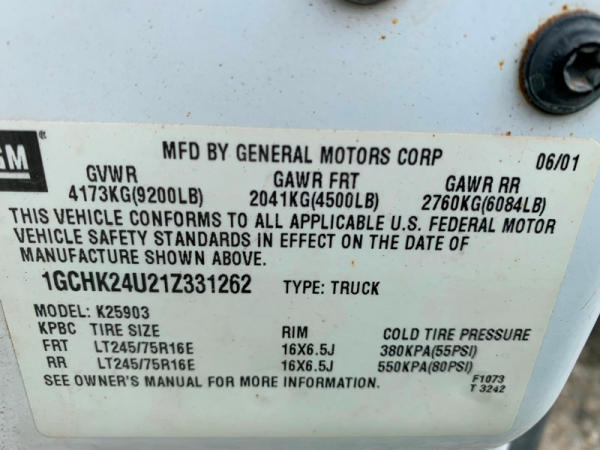 GM ®
MFD BY GENERAL MOTORS CORP 06/01
GVWR GAWR FRT GAWR RR
4173KG(9200LB) 2041KG(4500LB) 2760KG(6084LB)
THIS VEHICLE CONFORMS TO ALL APPLICABLE U.S. FEDERAL MOTOR
VEHICLE SAFETY STANDARDS IN EFFECT ON THE DATE OF
MANUFACTURE SHOWN ABOVE.
1GCHK24U21Z331262 TYPE: TRUCK
MODEL: K25903
KPBC TIRE SIZE RIM COLD TIRE PRESSURE
FRT LT245/75R16E 16X6.5J 380KPA(55PSI)
RR LT245/75R16E 16X6.5J 550KPA(80PSI)
SEE OWNER'S MANUAL FOR MORE INFORMATION. F1073
T 3242